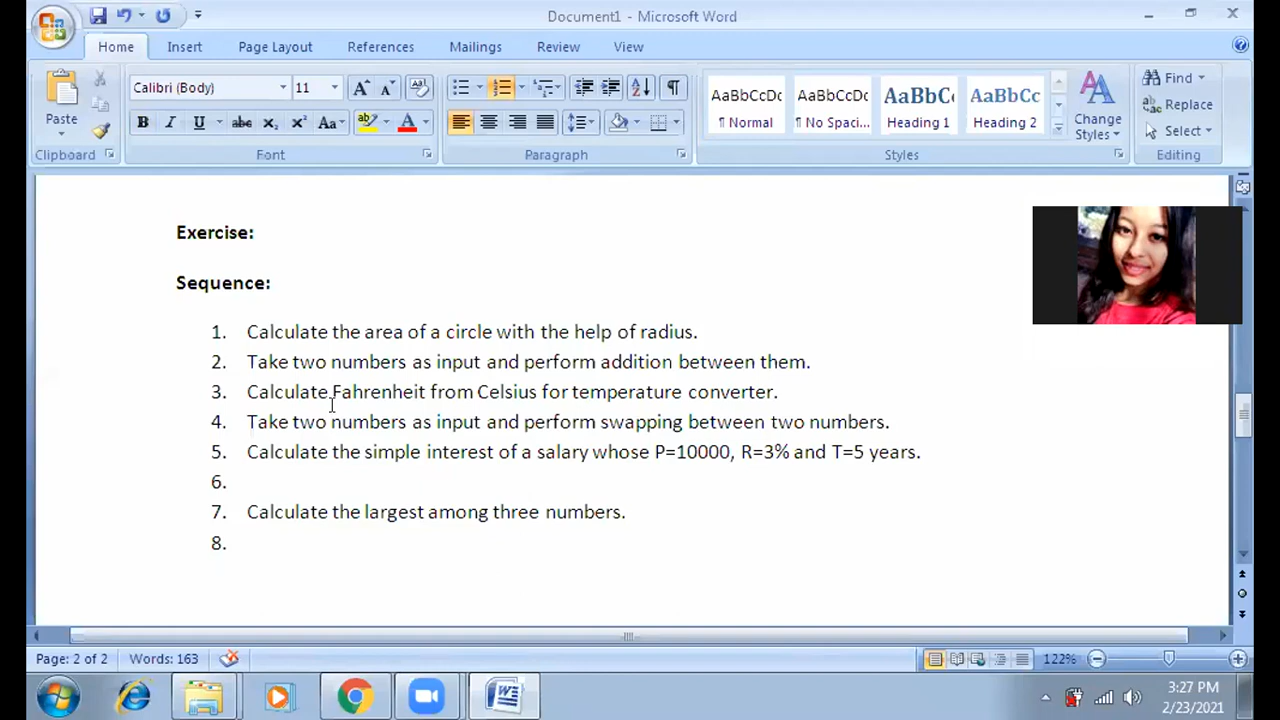 Document1 - Microsoft Word
Home Insert Page Layout References Mailings Review View
Calibri (Body) 11
Paste
B I U abc X₂ X² Aa ab A
Clipboard Font Paragraph Styles Editing
AaBbCcDc AaBbCcDc AaBbC AaBbCc
¶ Normal ¶ No Spaci... Heading 1 Heading 2
Change Styles
Find
Replace
Select
Exercise:
Sequence:
1. Calculate the area of a circle with the help of radius.
2. Take two numbers as input and perform addition between them.
3. Calculate Fahrenheit from Celsius for temperature converter.
4. Take two numbers as input and perform swapping between two numbers.
5. Calculate the simple interest of a salary whose P=10000, R=3% and T=5 years.
6.
7. Calculate the largest among three numbers.
8.
Page: 2 of 2 Words: 163 122%
3:27 PM
2/23/2021